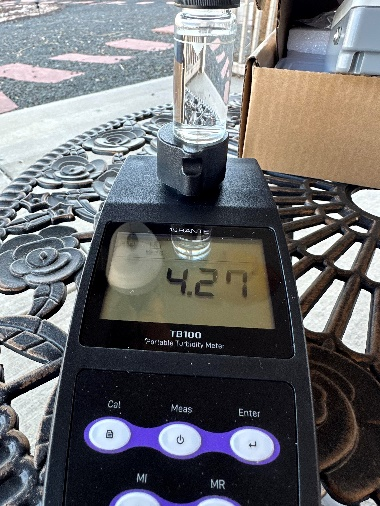 4.27
TB100
Portable Turbidity Meter
Cal
Meas
Enter
MI
MR